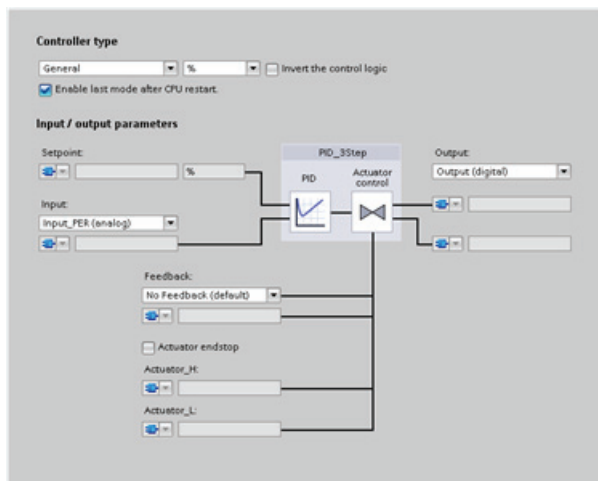 Controller type
General % Invert the control logic
Enable last mode after CPU restart.
Input / output parameters
Setpoint:
%
PID_3Step
PID
Actuator
control
Output:
Output (digital)
Input:
Input_PER (analog)
Feedback:
No Feedback (default)
Actuator endstop
Actuator_H:
Actuator_L: